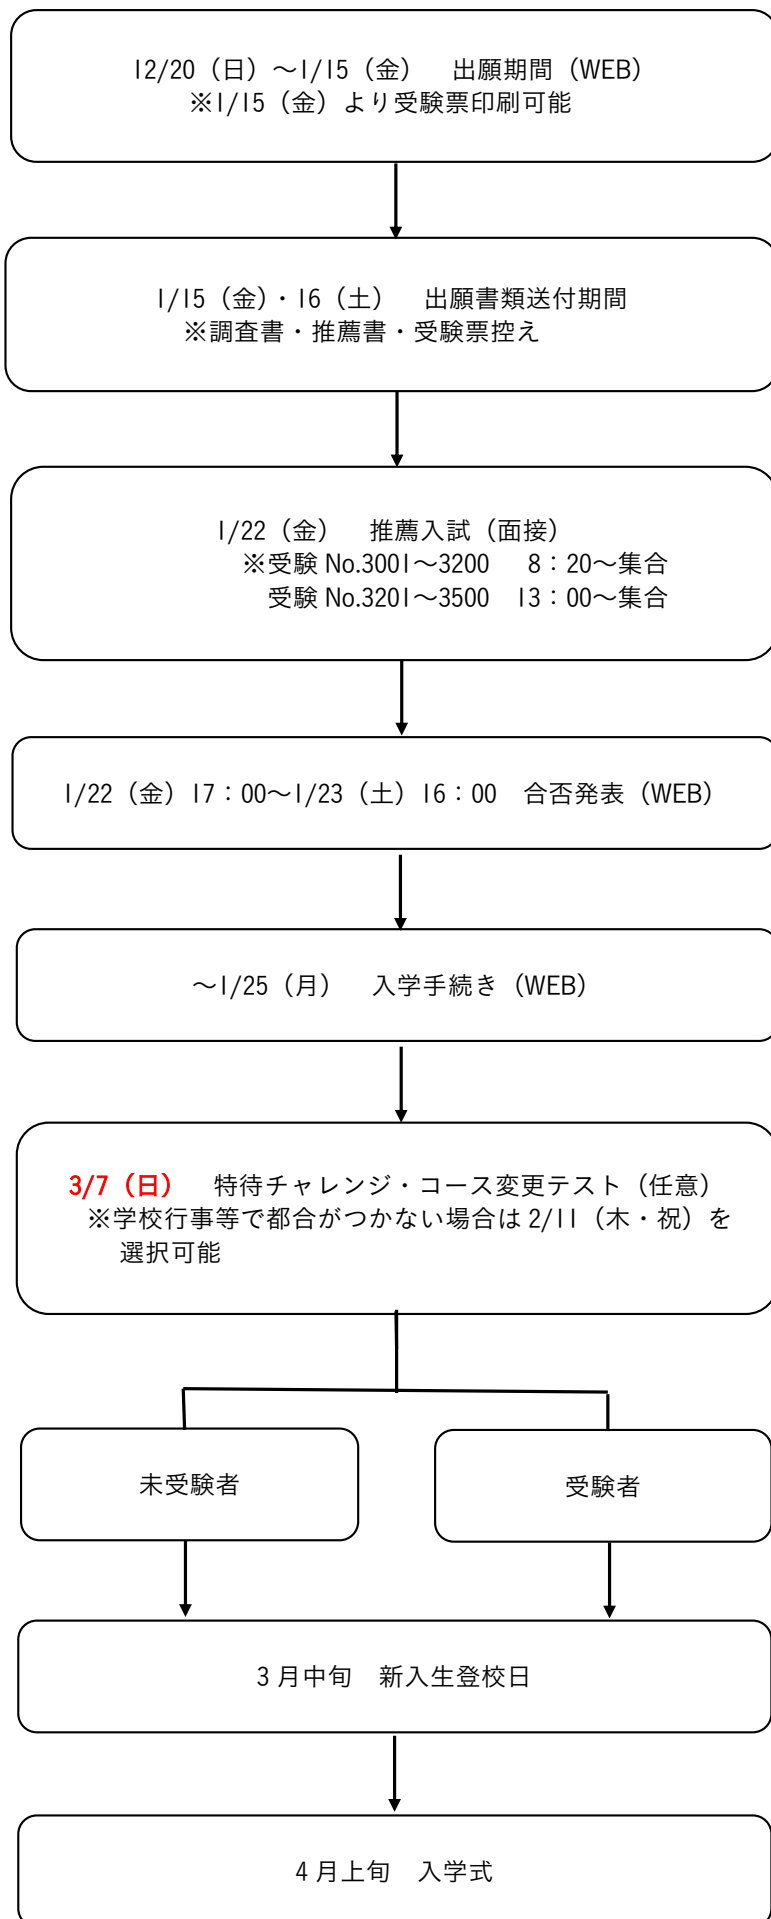 12/20（日）～1/15（金）　出願期間（WEB）
※1/15（金）より受験票印刷可能
1/15（金）・16（土）　出願書類送付期間
※調査書・推薦書・受験票控え
1/22（金）　推薦入試（面接）
※受験 No.3001～3200　8：20～集合
受験 No.3201～3500　13：00～集合
1/22（金）17：00～1/23（土）16：00　合否発表（WEB）
～1/25（月）　入学手続き（WEB）
3/7（日）　特待チャレンジ・コース変更テスト（任意）
※学校行事等で都合がつかない場合は 2/11（木・祝）を
選択可能
未受験者
受験者
3 月中旬　新入生登校日
4 月上旬　入学式